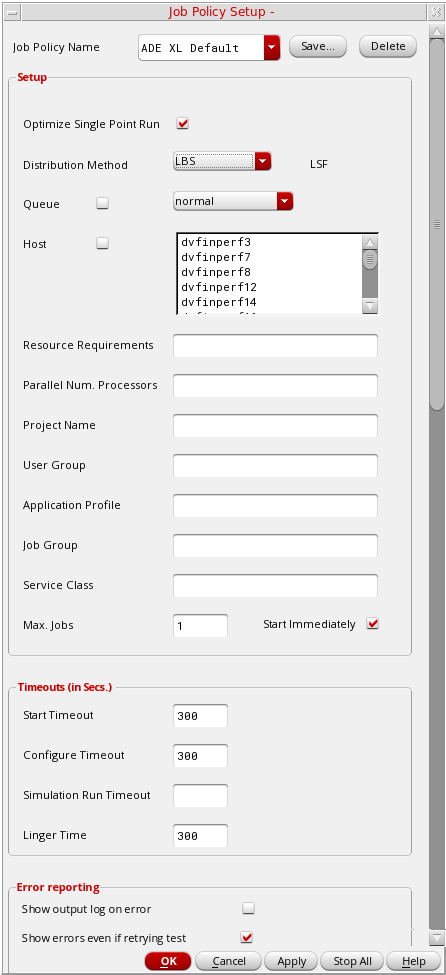 Job Policy Setup -
Job Policy Name ADE XL Default Save... Delete
Setup
Optimize Single Point Run
Distribution Method LBS LSF
Queue normal
Host
dvfinperf3
dvfinperf7
dvfinperf8
dvfinperf12
dvfinperf14
Resource Requirements
Parallel Num. Processors
Project Name
User Group
Application Profile
Job Group
Service Class
Max. Jobs 1 Start Immediately
Timeouts (in Secs.)
Start Timeout 300
Configure Timeout 300
Simulation Run Timeout
Linger Time 300
Error reporting
Show output log on error
Show errors even if retrying test
OK Cancel Apply Stop All Help